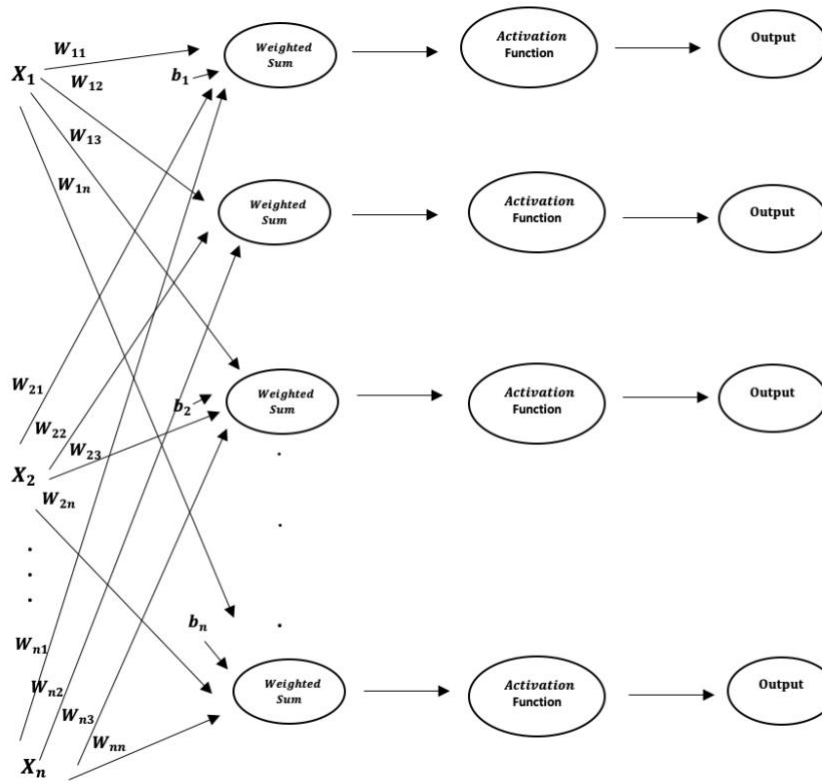 W₁₁
X₁
W₁₂
b₁
Weighted
Sum
Activation
Function
Output
W₁₃
W₁ₙ
Weighted
Sum
Activation
Function
Output
W₂₁
W₂₂
b₂
Weighted
Sum
Activation
Function
Output
W₂₃
X₂
W₂ₙ
.
.
.
.
.
.
bₙ
Wₙ₁
Wₙ₂
Weighted
Sum
Activation
Function
Output
Wₙ₃
Wₙₙ
Xₙ